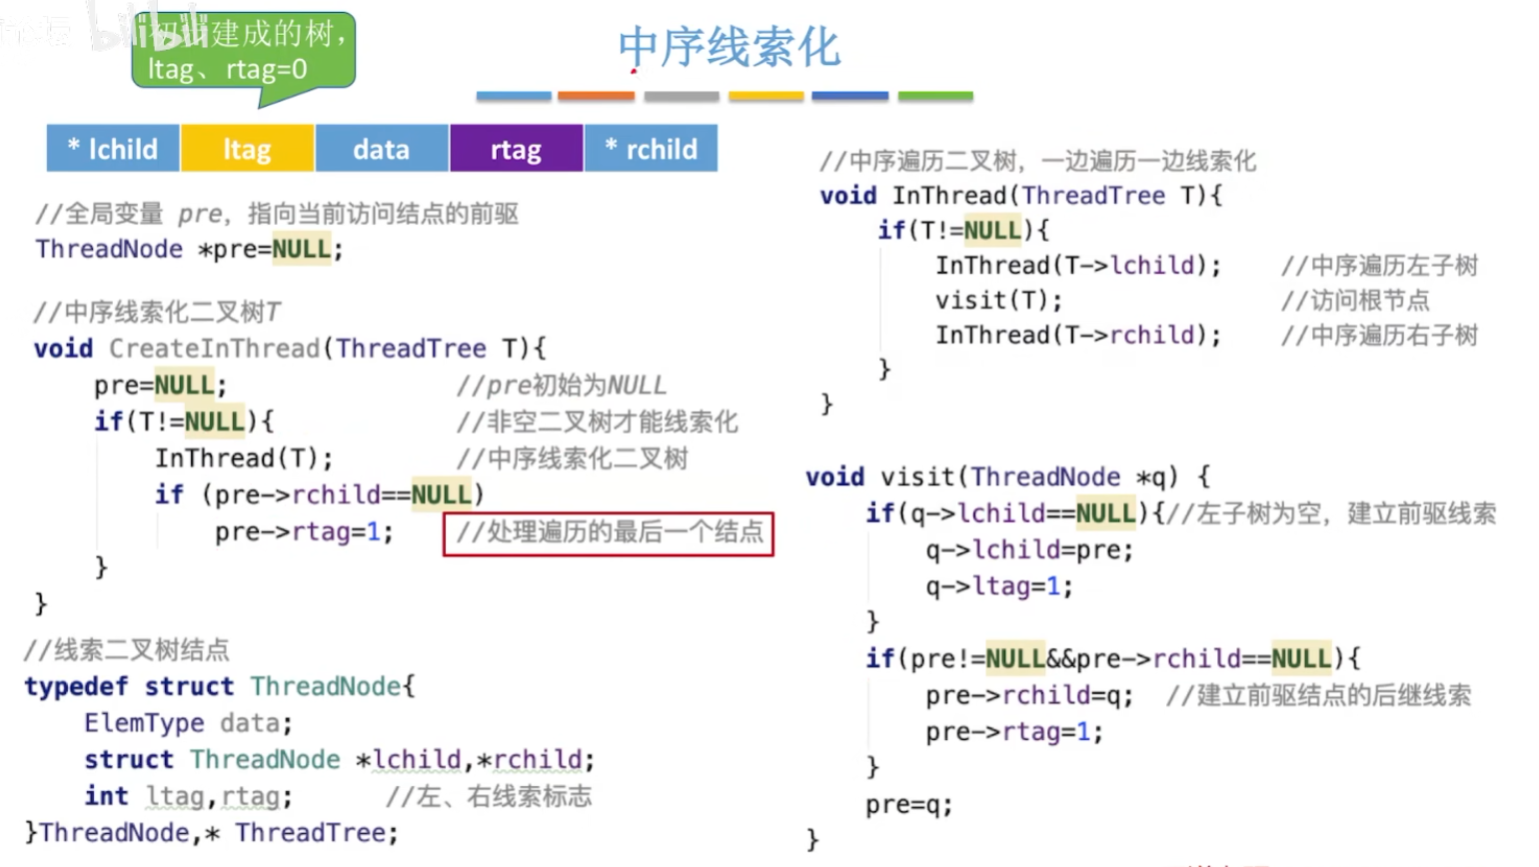 bilibili
初步建成的树，
ltag、rtag=0
中序线索化
* lchild ltag data rtag * rchild
//全局变量 pre，指向当前访问结点的前驱
ThreadNode *pre=NULL;
//中序线索化二叉树T
void CreateInThread(ThreadTree T){
pre=NULL; //pre初始为NULL
if(T!=NULL){ //非空二叉树才能线索化
InThread(T); //中序线索化二叉树
if (pre->rchild==NULL)
pre->rtag=1; //处理遍历的最后一个结点
}
}
//线索二叉树结点
typedef struct ThreadNode{
ElemType data;
struct ThreadNode *lchild,*rchild;
int ltag,rtag; //左、右线索标志
}ThreadNode,* ThreadTree;
//中序遍历二叉树，一边遍历一边线索化
void InThread(ThreadTree T){
if(T!=NULL){
InThread(T->lchild); //中序遍历左子树
visit(T); //访问根节点
InThread(T->rchild); //中序遍历右子树
}
}
void visit(ThreadNode *q) {
if(q->lchild==NULL){//左子树为空，建立前驱线索
q->lchild=pre;
q->ltag=1;
}
if(pre!=NULL&&pre->rchild==NULL){
pre->rchild=q; //建立前驱结点的后继线索
pre->rtag=1;
}
pre=q;
}